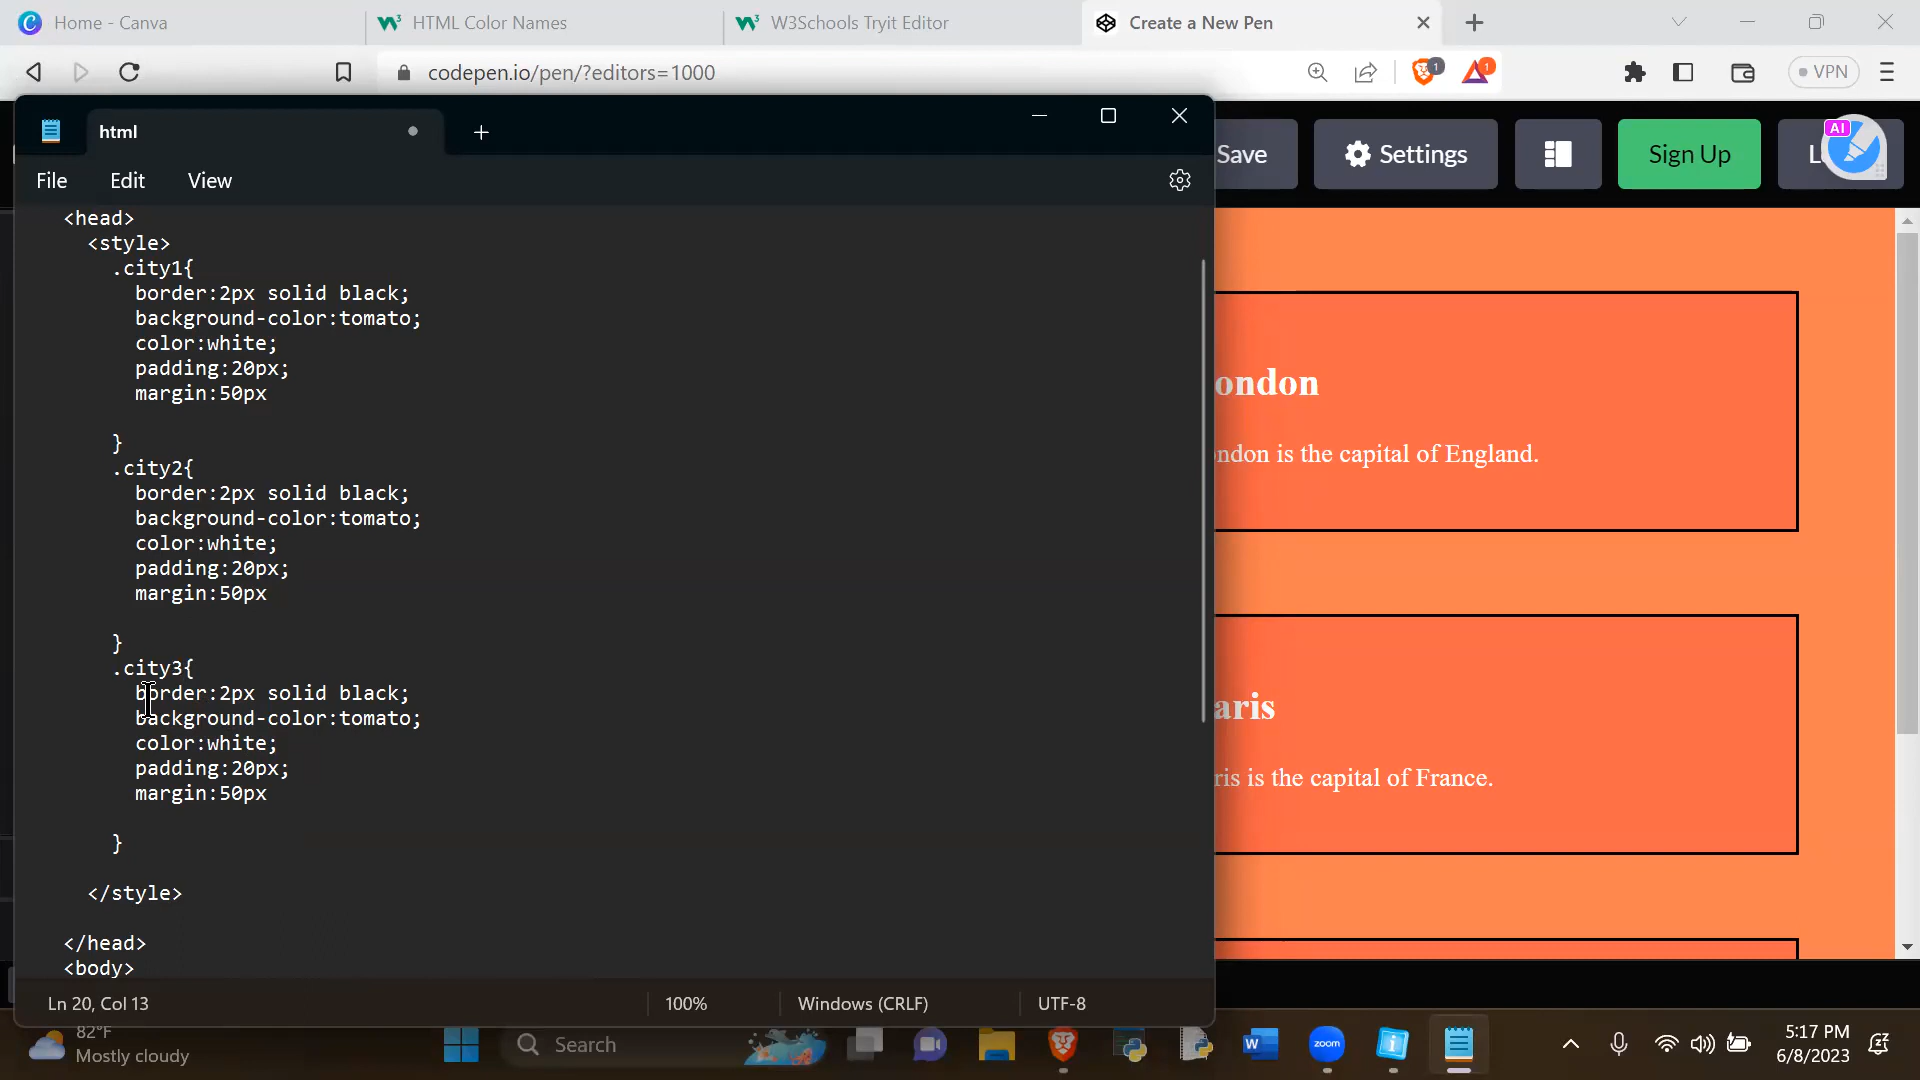 Home - Canva
HTML Color Names
W3Schools Tryit Editor
Create a New Pen
codepen.io/pen/?editors=1000
1
1
VPN
html
File
Edit
View
Save
Settings
Sign Up
AI
<head>
<style>
.city1{
border:2px solid black;
background-color:tomato;
color:white;
padding:20px;
margin:50px
}
.city2{
border:2px solid black;
background-color:tomato;
color:white;
padding:20px;
margin:50px
}
.city3{
border:2px solid black;
background-color:tomato;
color:white;
padding:20px;
margin:50px
}
</style>
</head>
<body>
ondon
ndon is the capital of England.
aris
ris is the capital of France.
Ln 20, Col 13
100%
Windows (CRLF)
UTF-8
82°F
Mostly cloudy
Search
W
zoom
5:17 PM
6/8/2023